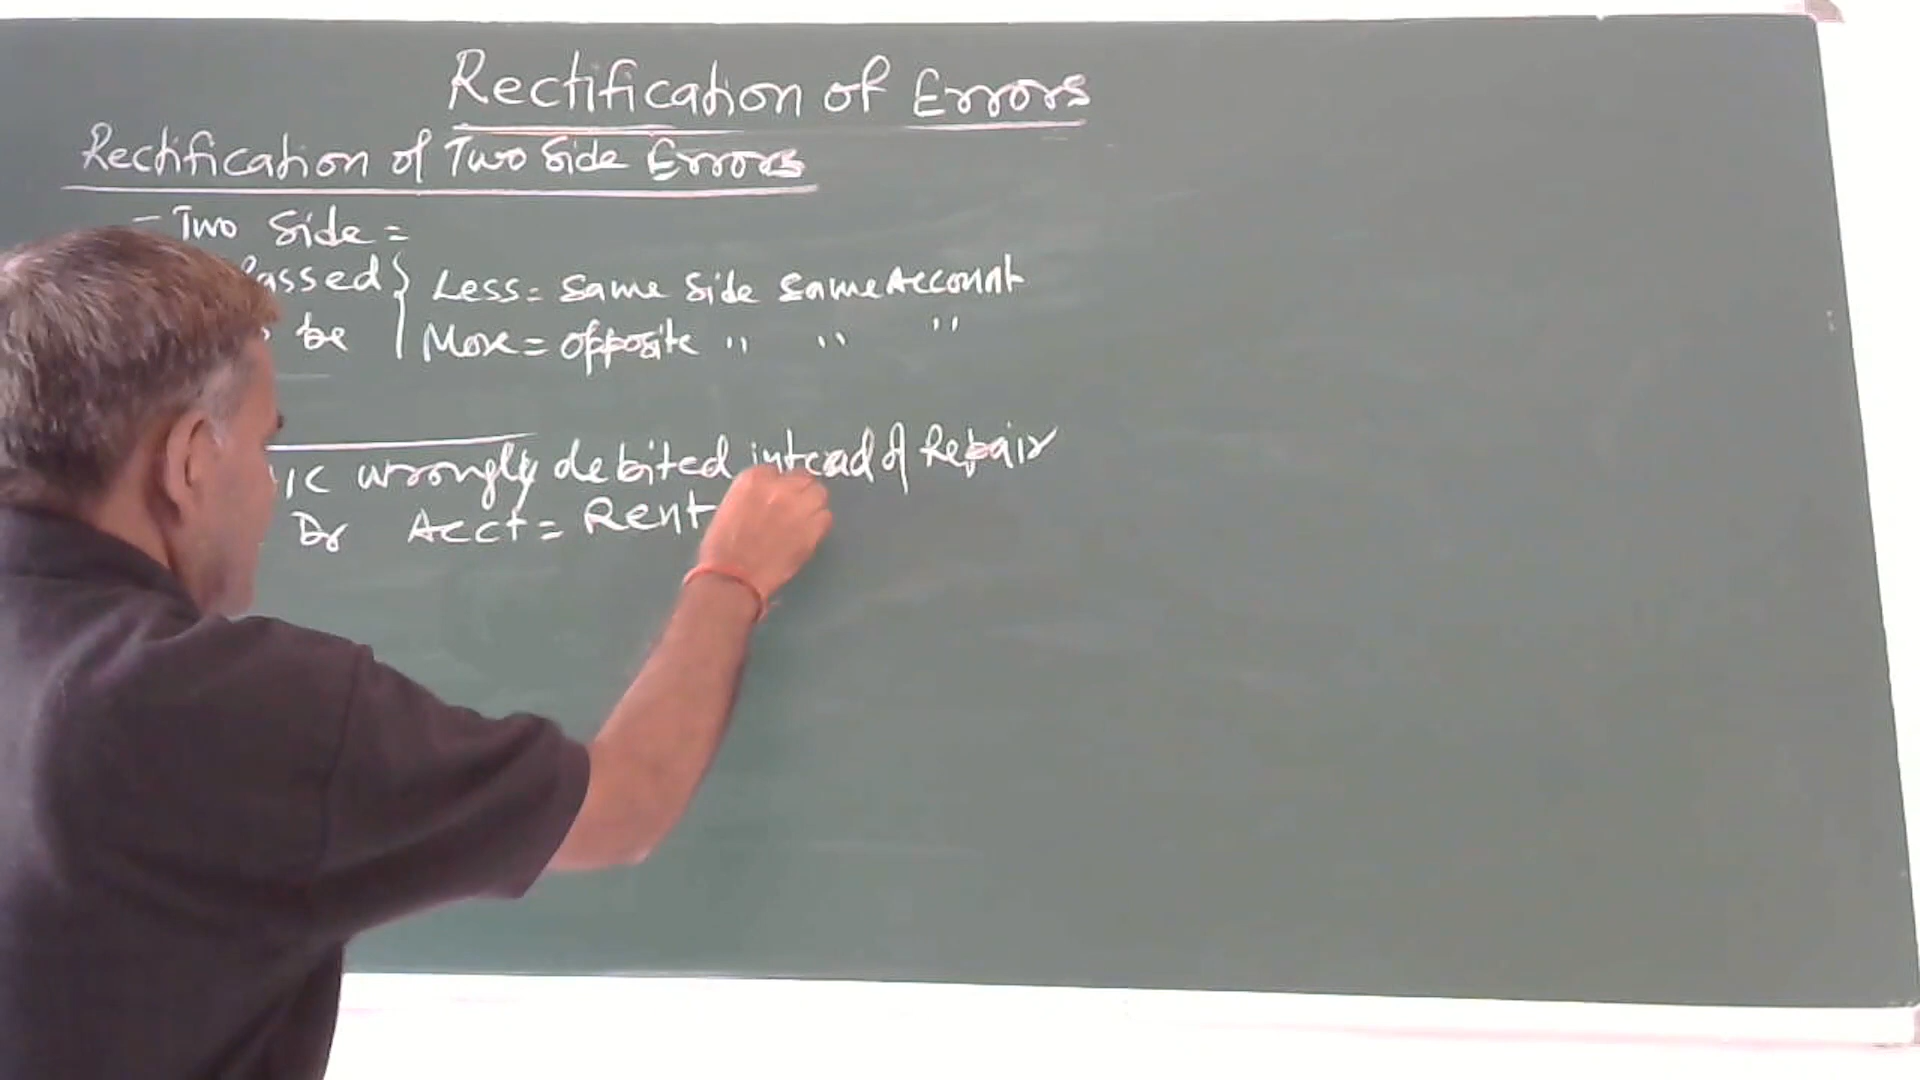 Rectification of Errors
Rectification of Two Side Errors
- Two Side =
assed } Less = Same Side Same Account
be { More = opposite " " "
wrongly debited intead of Repair
Dr Acct = Rent